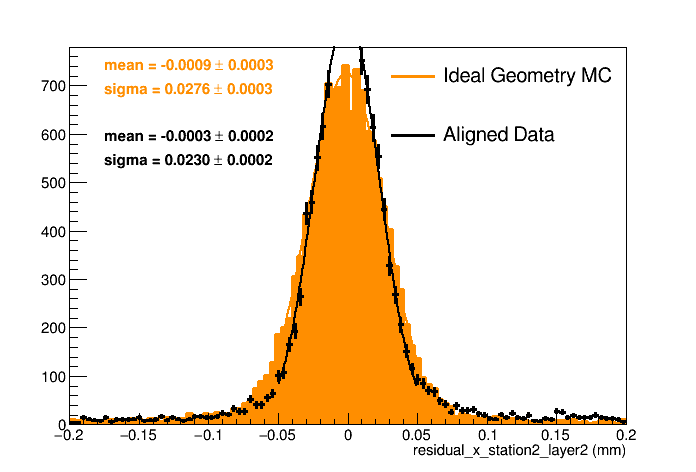 mean = -0.0009 ± 0.0003
sigma = 0.0276 ± 0.0003
Ideal Geometry MC
mean = -0.0003 ± 0.0002
sigma = 0.0230 ± 0.0002
Aligned Data
700
600
500
400
300
200
100
0
−0.2 −0.15 −0.1 −0.05 0 0.05 0.1 0.15 0.2
residual_x_station2_layer2 (mm)